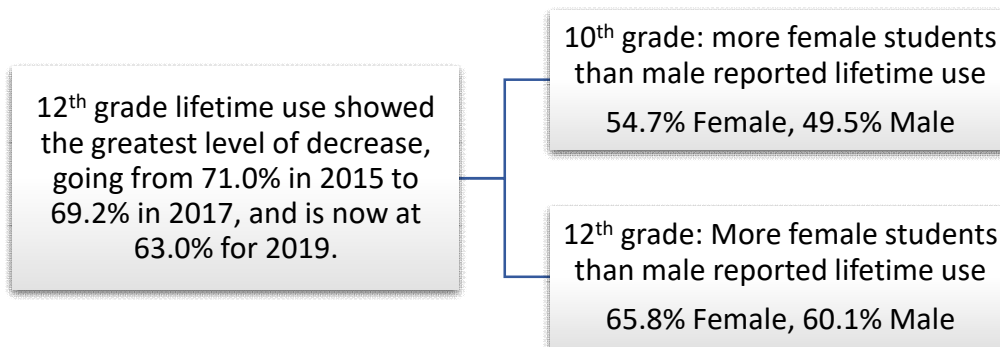 12th grade lifetime use showed
the greatest level of decrease,
going from 71.0% in 2015 to
69.2% in 2017, and is now at
63.0% for 2019.
10th grade: more female students
than male reported lifetime use
54.7% Female, 49.5% Male
12th grade: More female students
than male reported lifetime use
65.8% Female, 60.1% Male